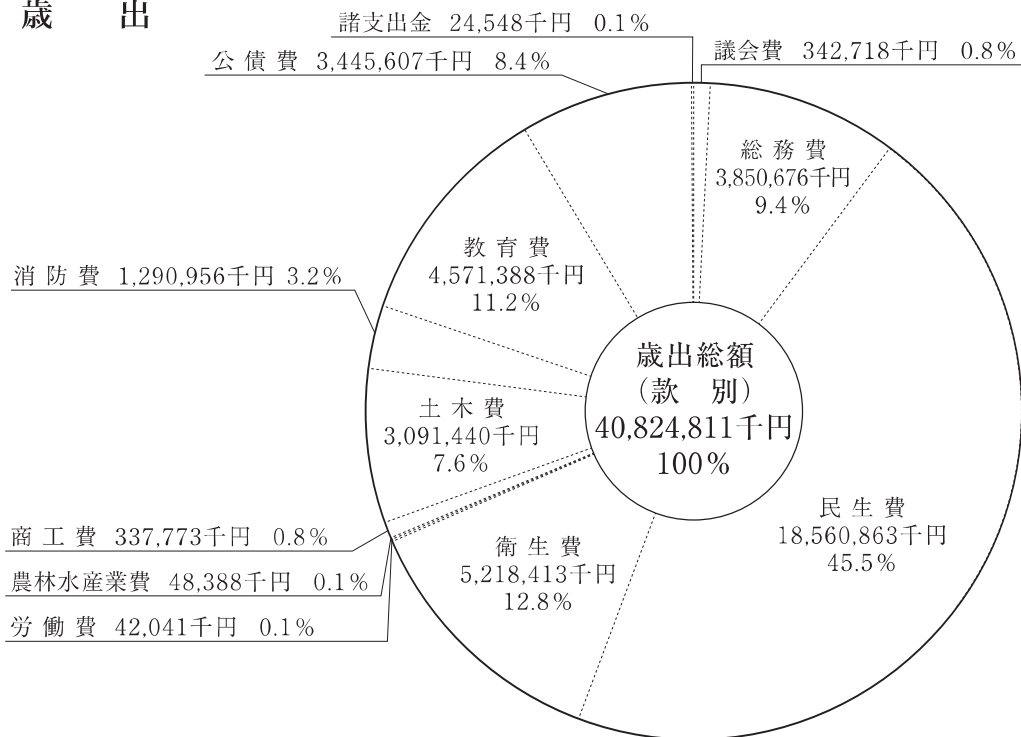 歳 出
諸支出金 24,548千円 0.1%
公債費 3,445,607千円 8.4%
議会費 342,718千円 0.8%
総務費
3,850,676千円
9.4%
教育費
4,571,388千円
11.2%
消防費 1,290,956千円 3.2%
歳出総額
(款 別)
40,824,811千円
100%
土木費
3,091,440千円
7.6%
民生費
18,560,863千円
45.5%
衛生費
5,218,413千円
12.8%
商工費 337,773千円 0.8%
農林水産業費 48,388千円 0.1%
労働費 42,041千円 0.1%